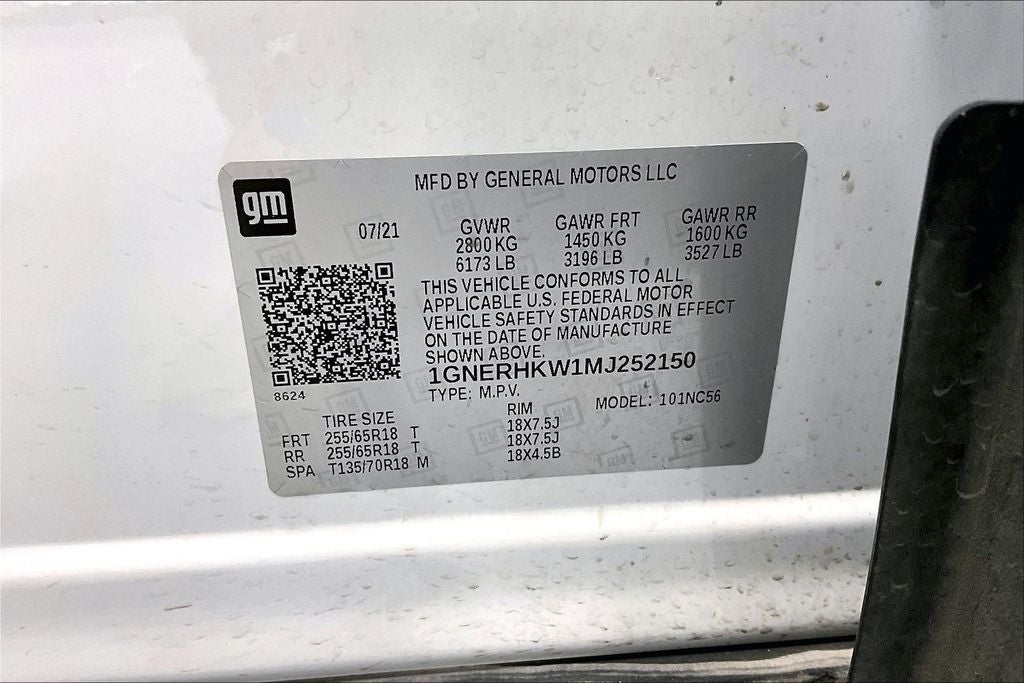 gm
MFD BY GENERAL MOTORS LLC
07/21 GVWR GAWR FRT GAWR RR
2800 KG 1450 KG 1600 KG
6173 LB 3196 LB 3527 LB
THIS VEHICLE CONFORMS TO ALL
APPLICABLE U.S. FEDERAL MOTOR
VEHICLE SAFETY STANDARDS IN EFFECT
ON THE DATE OF MANUFACTURE
SHOWN ABOVE.
1GNERHKW1MJ252150
8624
TYPE: M.P.V. MODEL: 101NC56
TIRE SIZE RIM
FRT 255/65R18 T 18X7.5J
RR 255/65R18 T 18X7.5J
SPA T135/70R18 M 18X4.5B